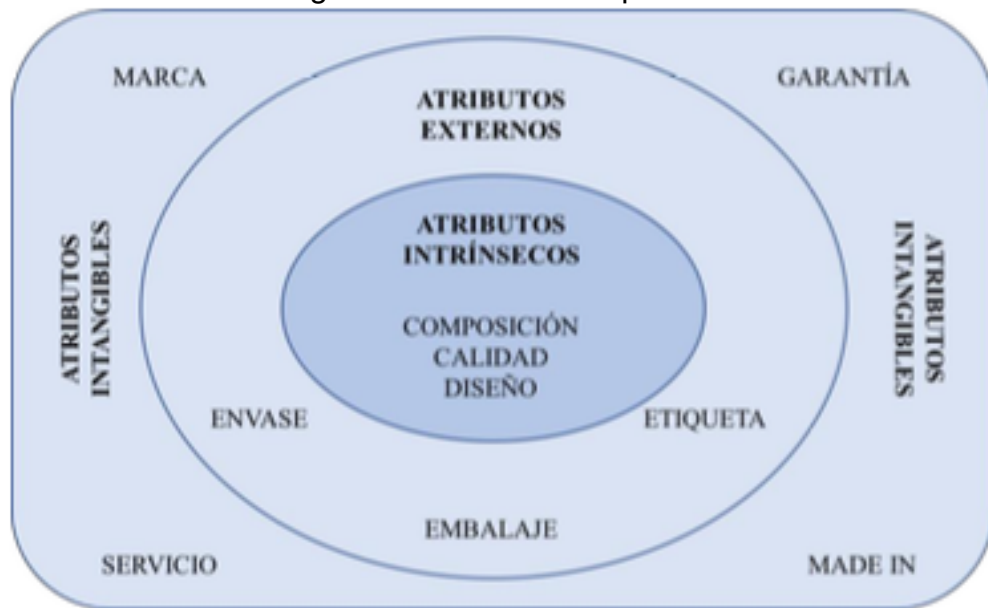 MARCA
GARANTÍA
ATRIBUTOS
EXTERNOS
ATRIBUTOS
INTRÍNSECOS
ATRIBUTOS
INTANGIBLES
ATRIBUTOS
INTANGIBLES
COMPOSICIÓN
CALIDAD
DISEÑO
ENVASE
ETIQUETA
EMBALAJE
SERVICIO
MADE IN